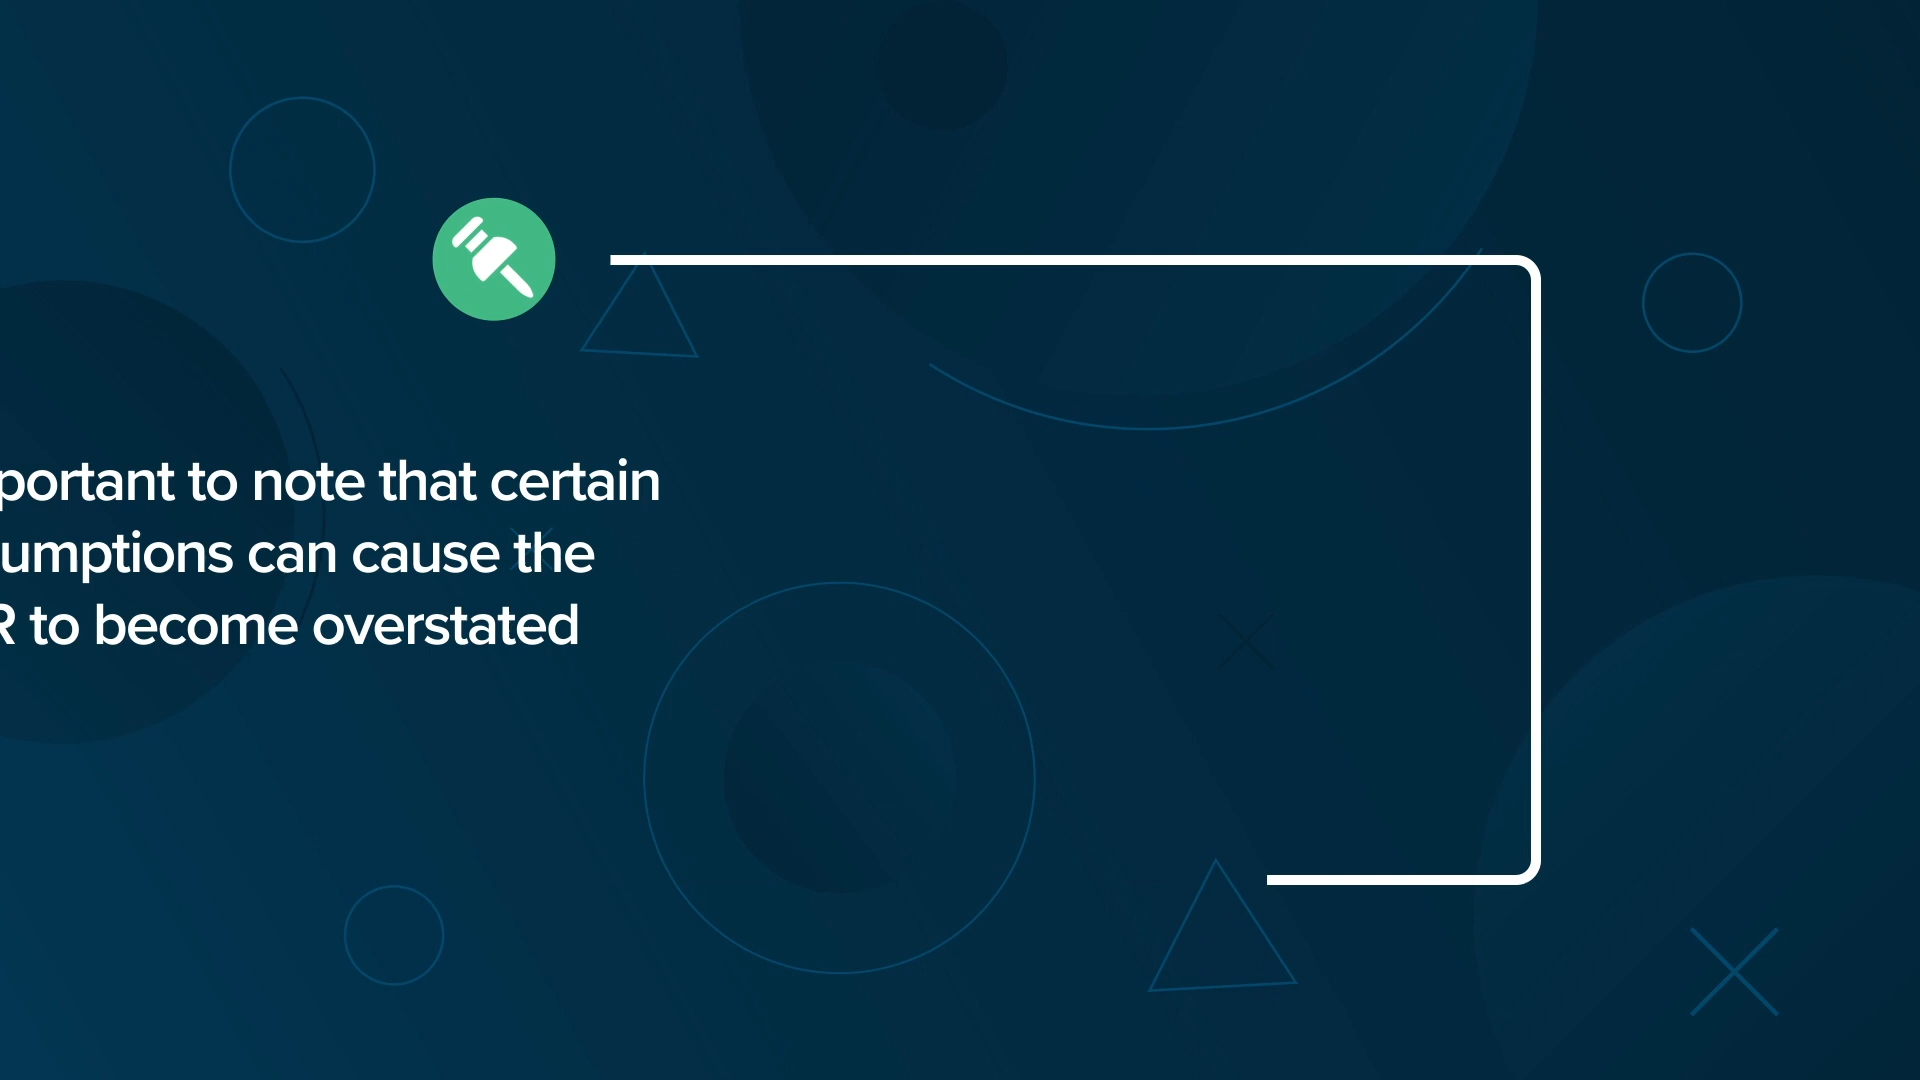 portant to note that certain
umptions can cause the
R to become overstated